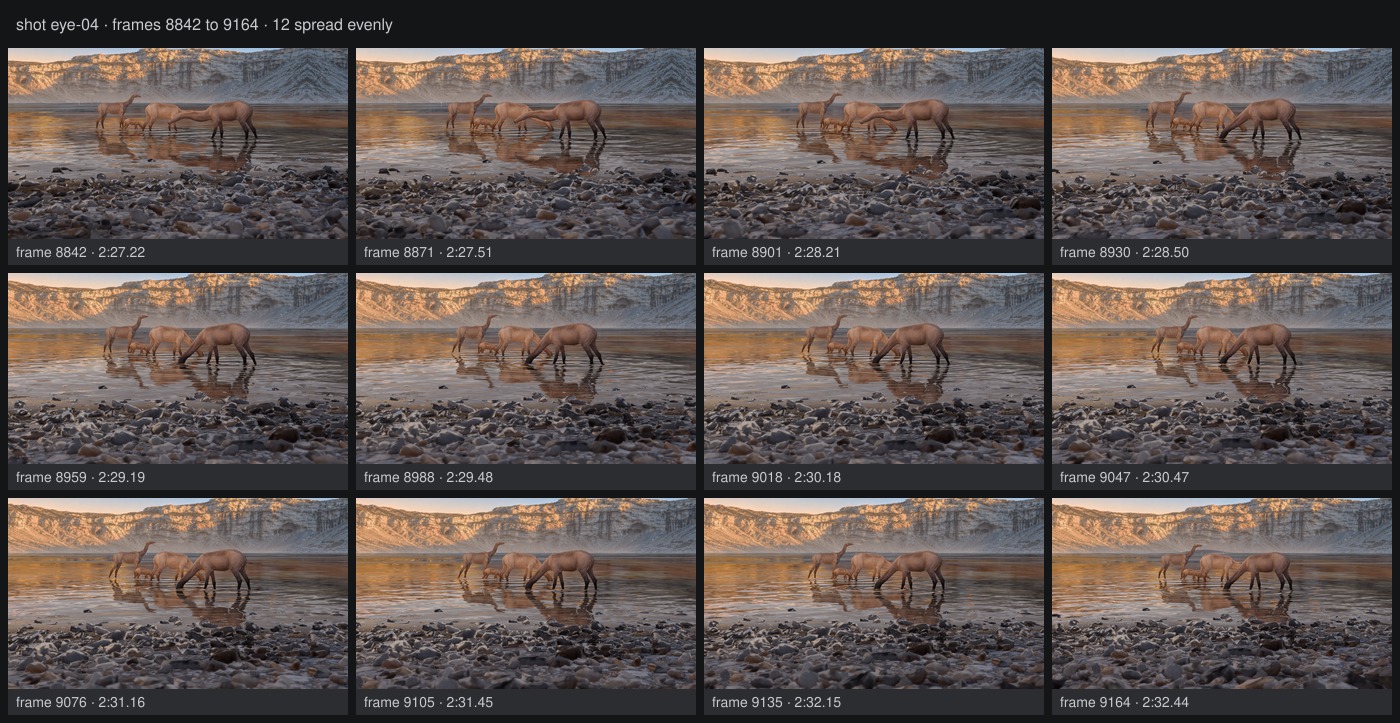 shot eye-04 · frames 8842 to 9164 · 12 spread evenly
frame 8842 · 2:27.22
frame 8871 · 2:27.51
frame 8901 · 2:28.21
frame 8930 · 2:28.50
frame 8959 · 2:29.19
frame 8988 · 2:29.48
frame 9018 · 2:30.18
frame 9047 · 2:30.47
frame 9076 · 2:31.16
frame 9105 · 2:31.45
frame 9135 · 2:32.15
frame 9164 · 2:32.44